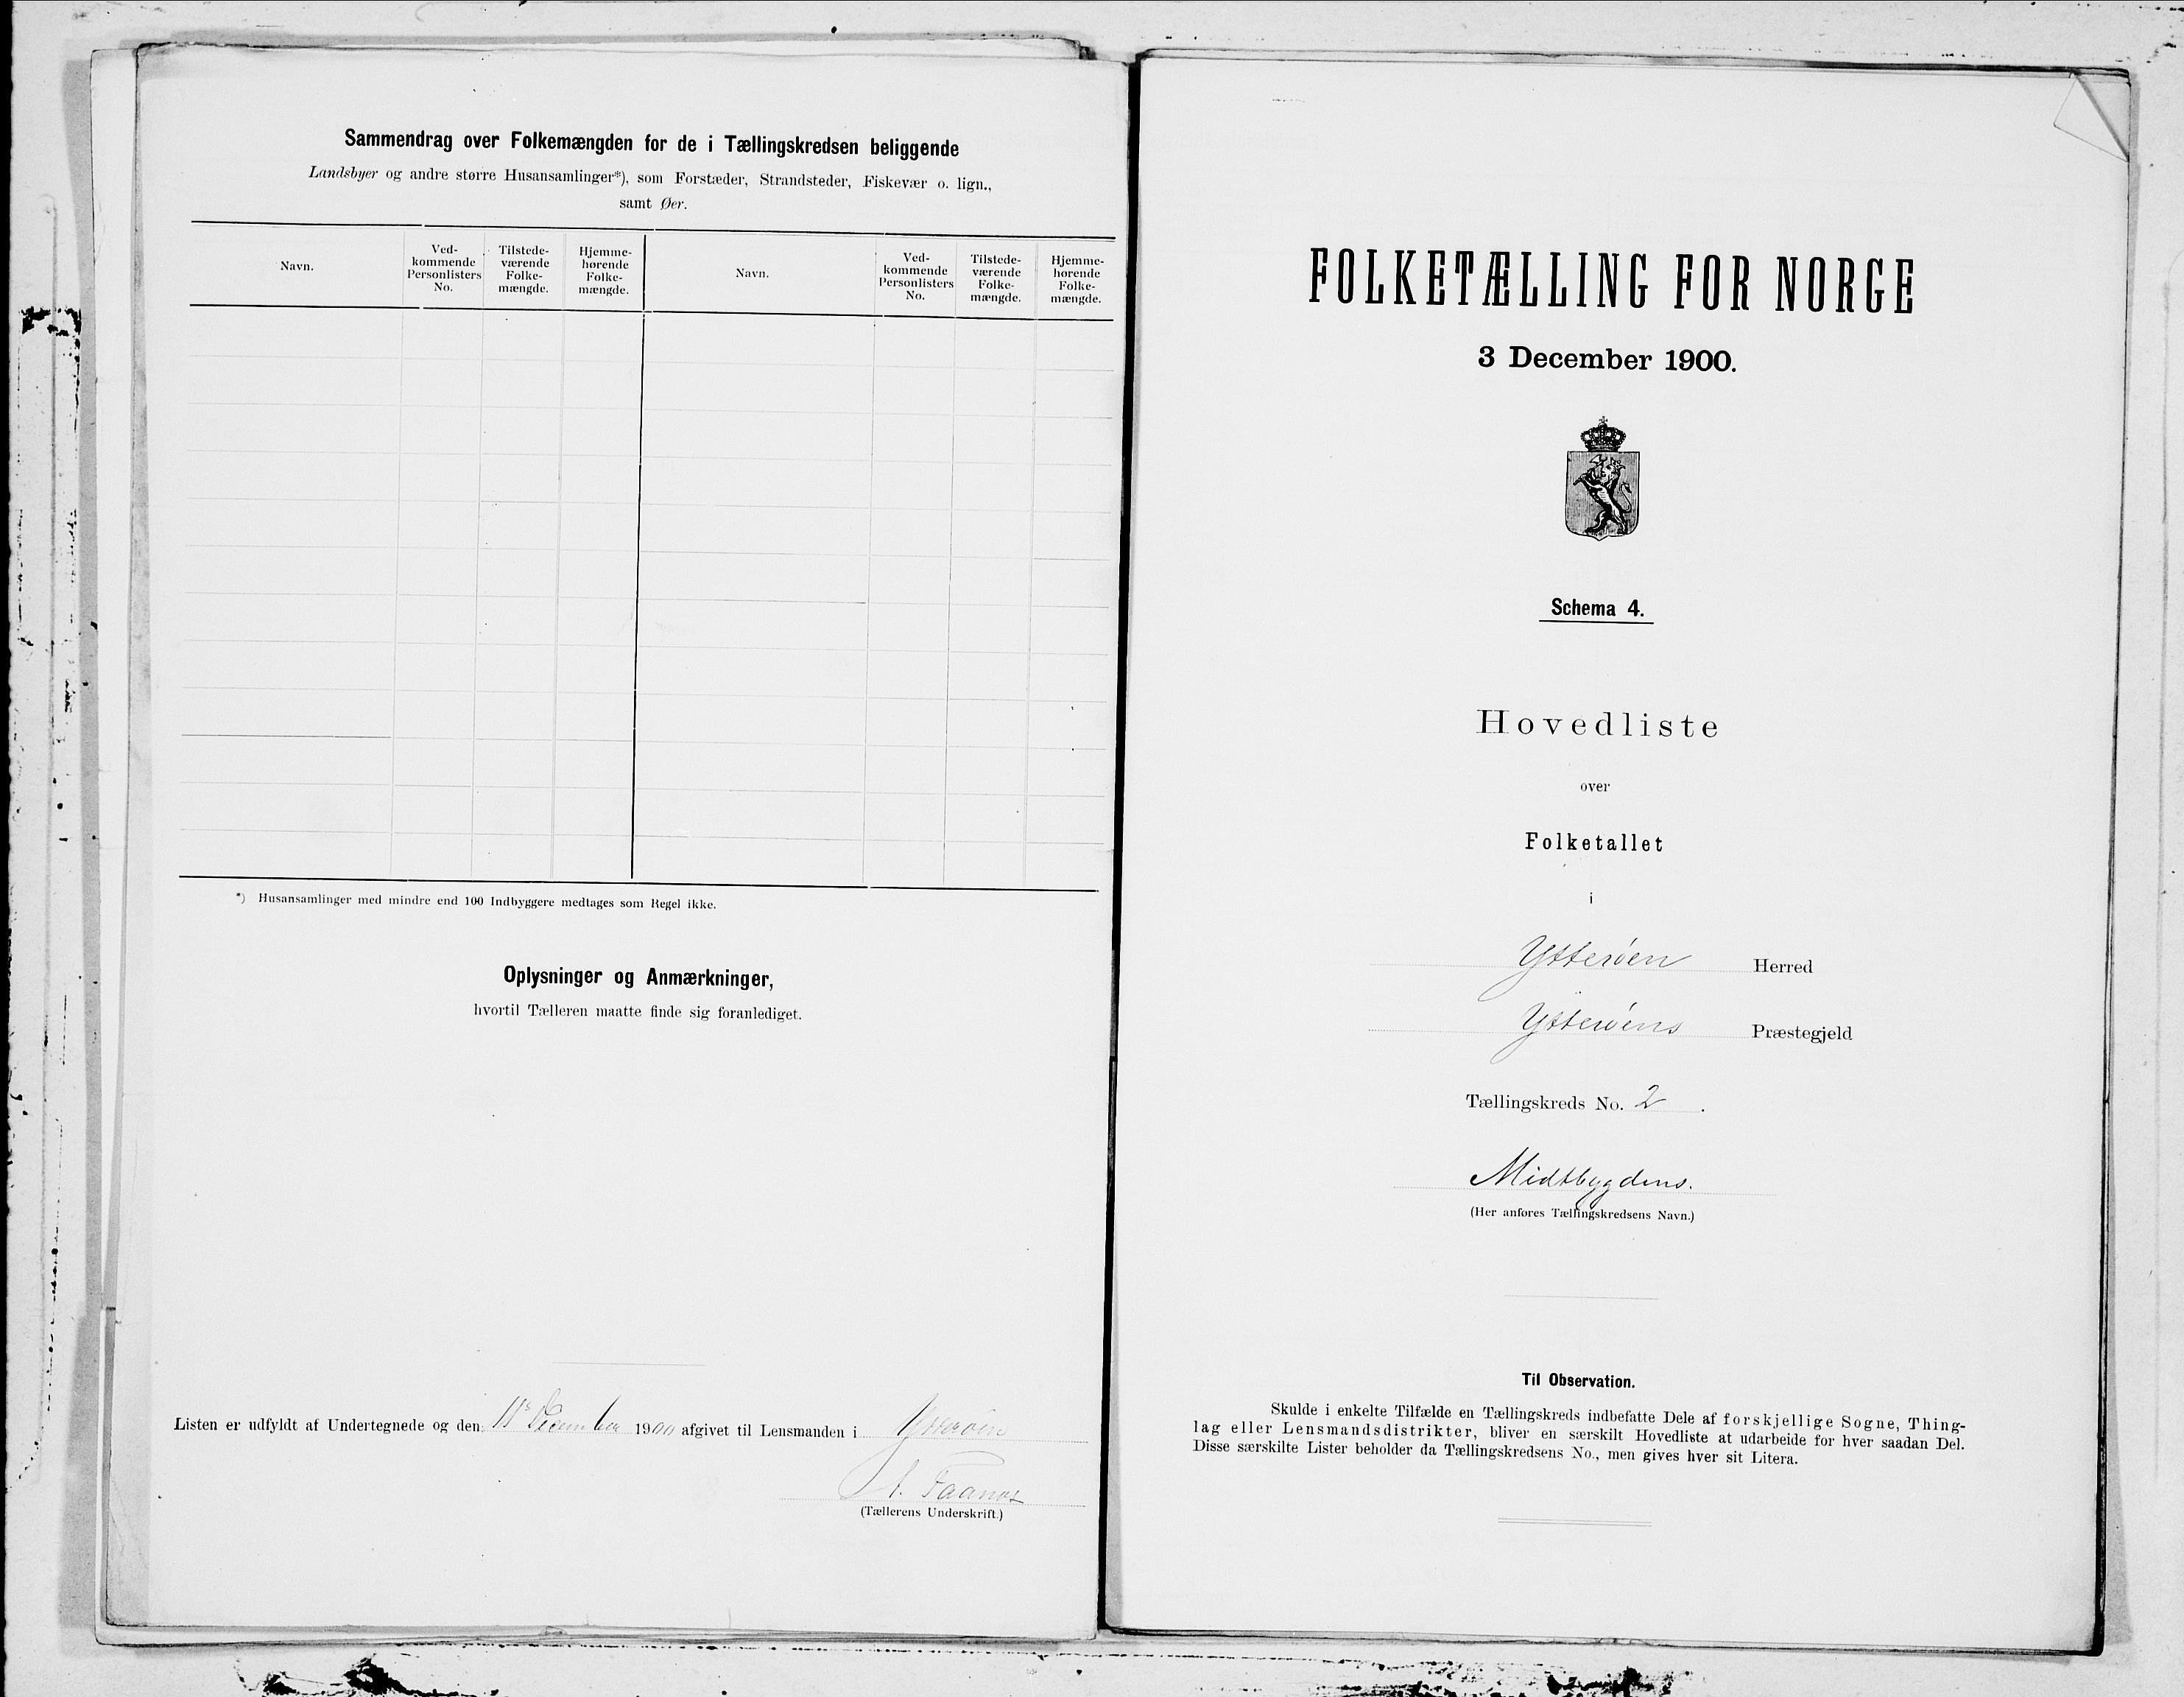 Sammendrag over Folkemængden for de i Tællingskredsen beliggende
Landsbyer og andre større Husansamlinger*), som Forstæder, Strandsteder, Fiskevær o. lign.,
samt Øer.
Navn.
Ved-
kommende
Personlisters
No.
Tilstede-
værende
Folke-
mængde.
Hjemme-
hørende
Folke-
mængde.
Navn.
Ved-
kommende
Personlisters
No.
Tilstede-
værende
Folke-
mængde.
Hjemme-
hørende
Folke-
mængde.
*) Husansamlinger med mindre end 100 Indbyggere medtages som Regel ikke.
Oplysninger og Anmærkninger,
hvortil Tælleren maatte finde sig foranlediget.
Listen er udfyldt af Undertegnede og den December 1900 afgivet til Lensmanden i Ytterøen
(Tællerens Underskrift.)
FOLKETÆLLING FOR NORGE
3 December 1900.
Schema 4.
Hovedliste
over
Folketallet
i
Ytterøen Herred
Ytterøens Præstegjeld
Tællingskreds No. 2.
Midtbygdens.
(Her anføres Tællingskredsens Navn.)
Til Observation.
Skulde i enkelte Tilfælde en Tællingskreds indbefatte Dele af forskjellige Sogne, Thing-
lag eller Lensmandsdistrikter, bliver en særskilt Hovedliste at udarbeide for hver saadan Del.
Disse særskilte Lister beholder da Tællingskredsens No., men gives hver sit Litera.